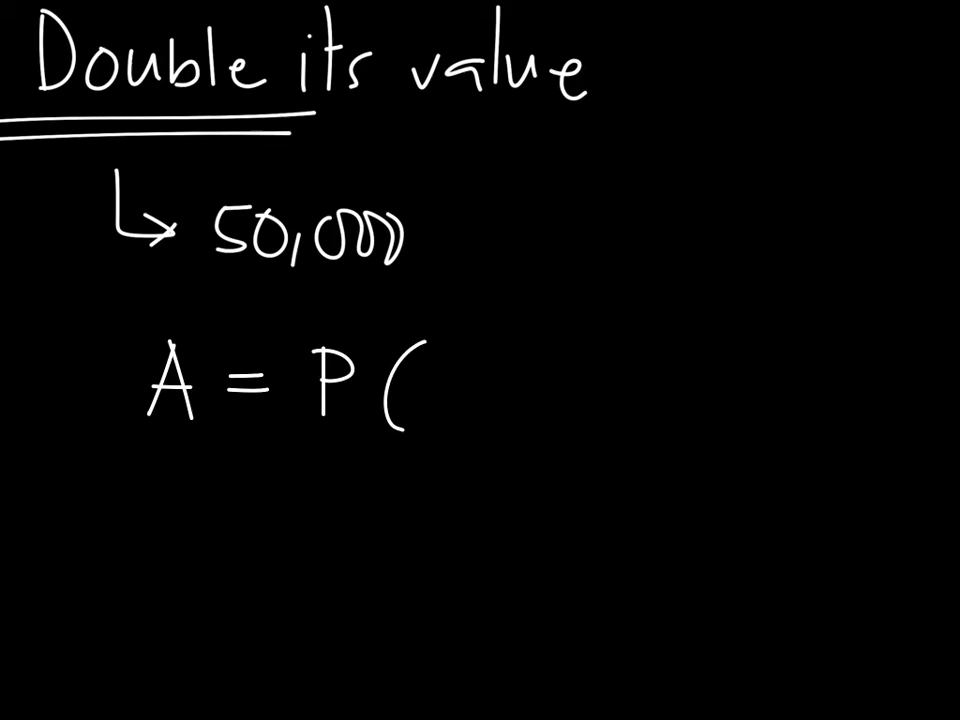 Double its value
↳ 50,000
A = P (